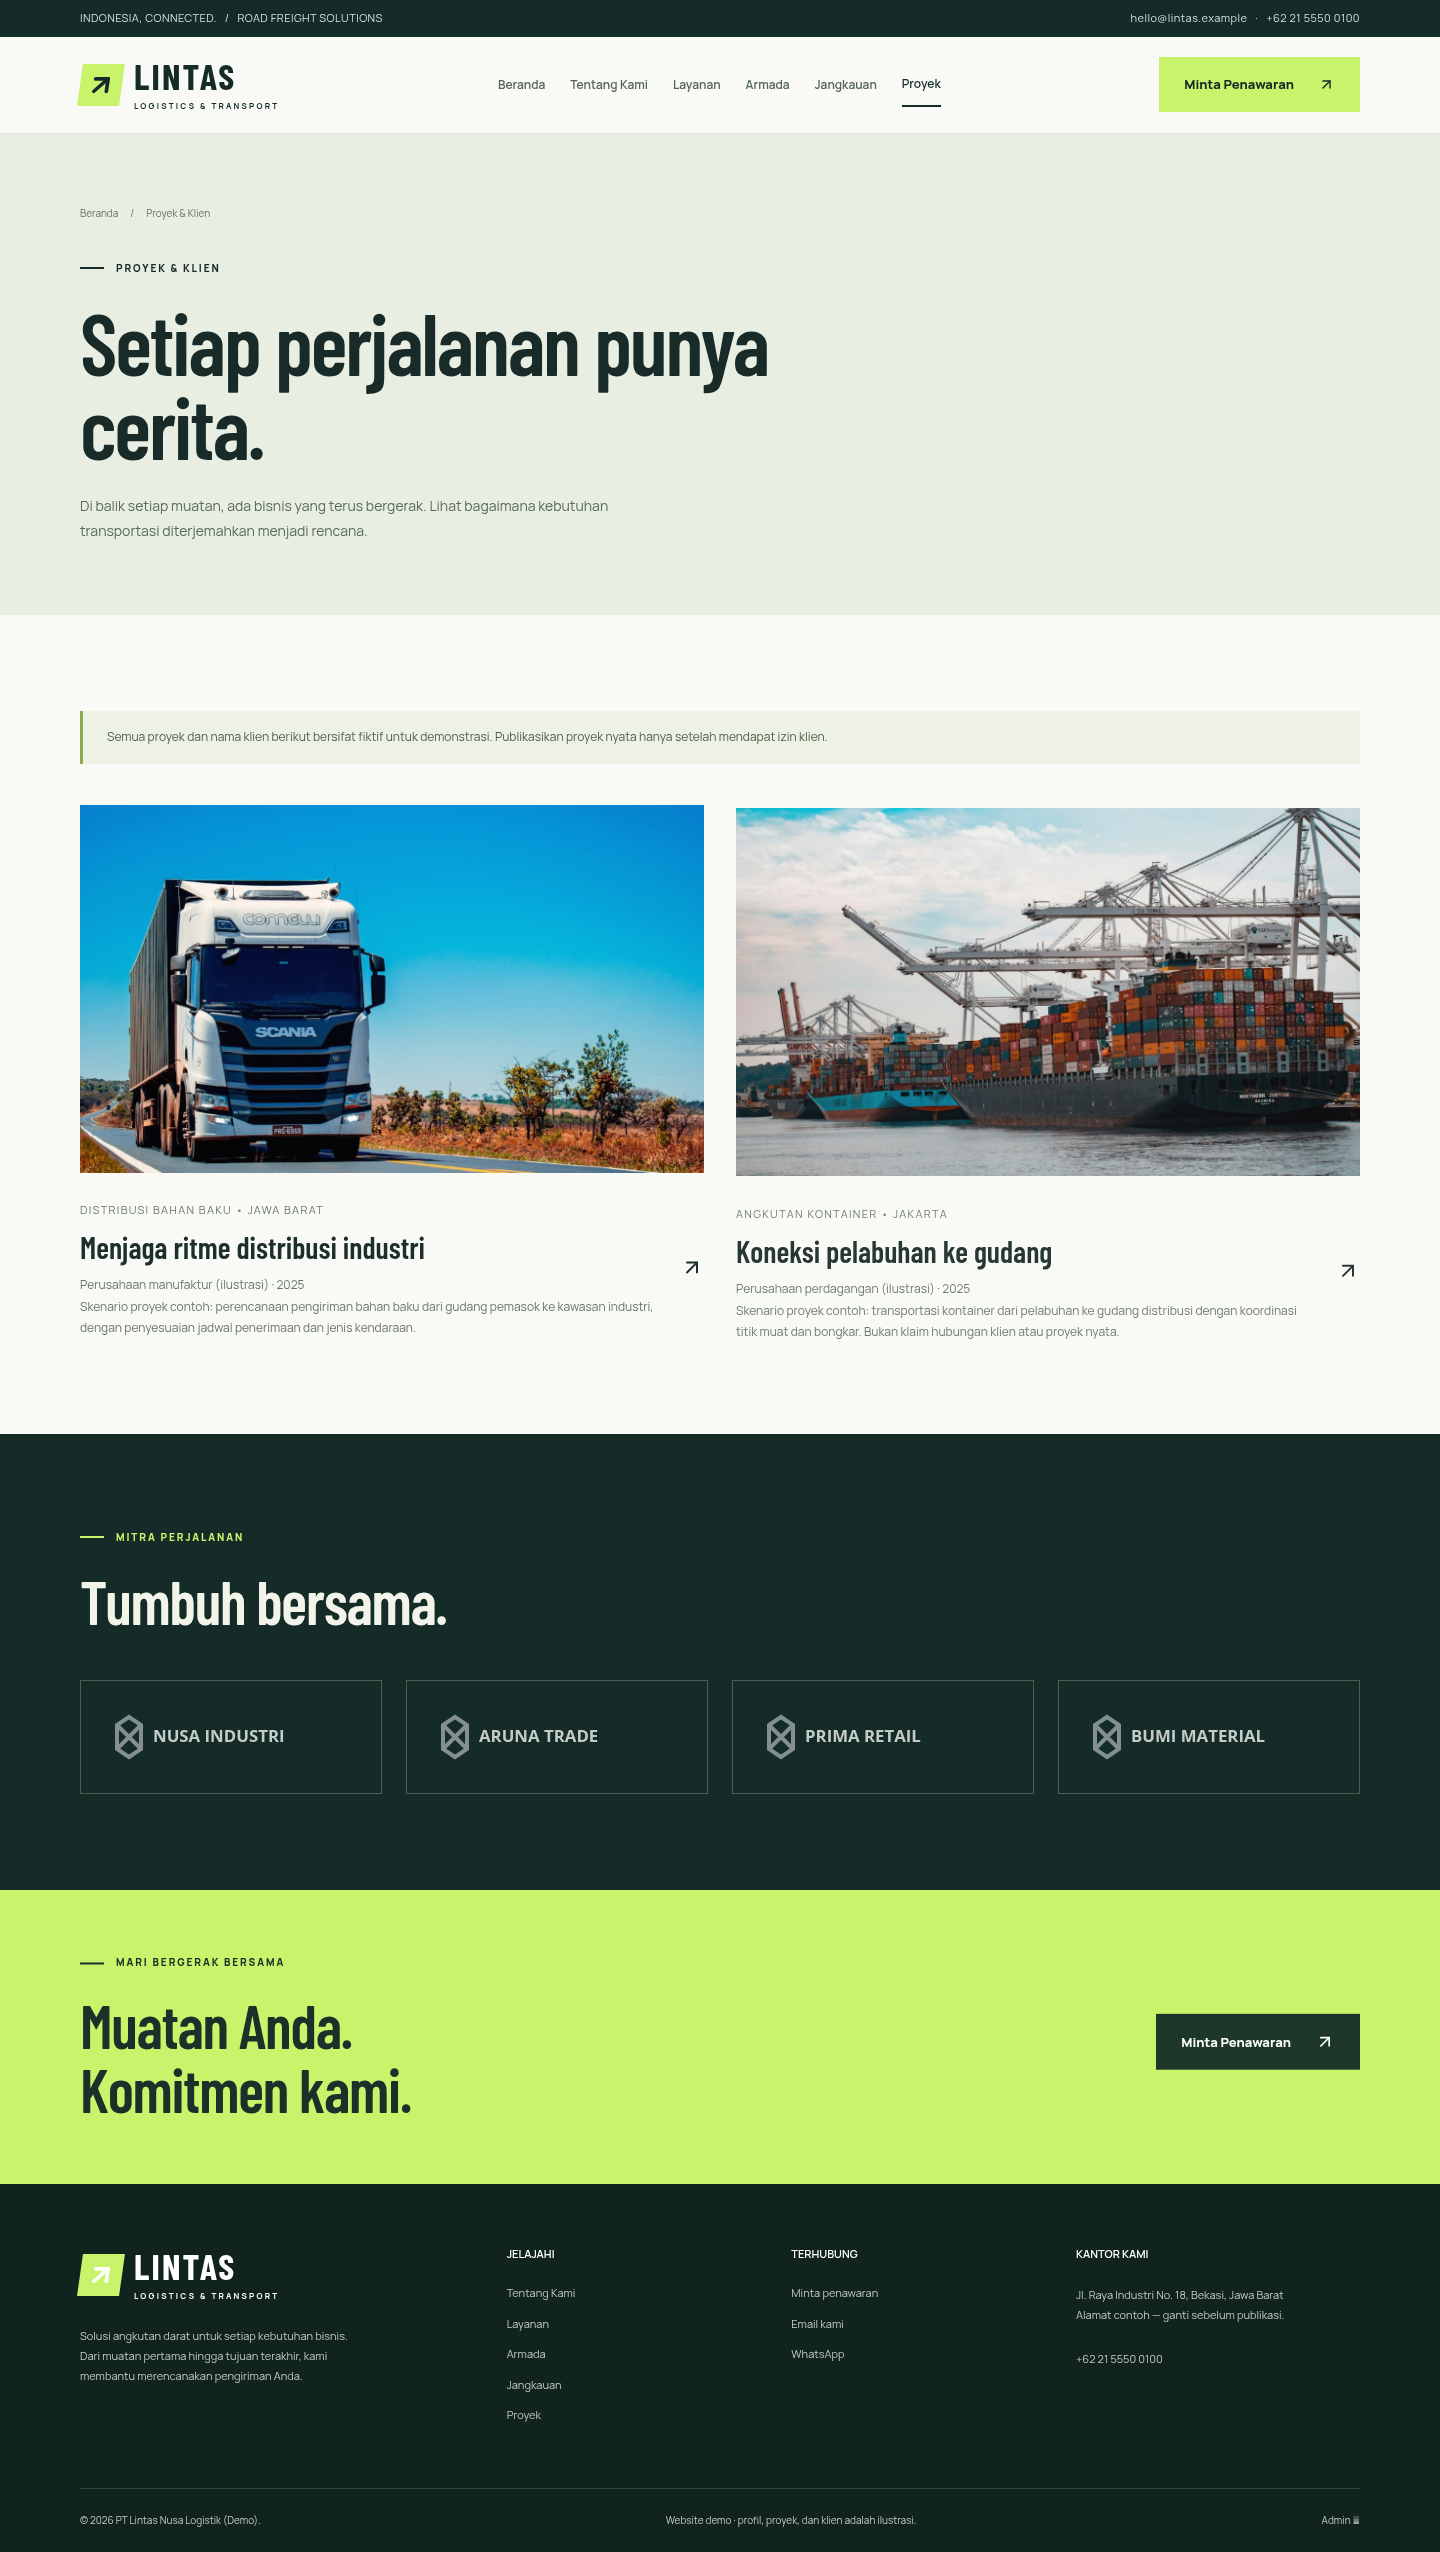 INDONESIA, CONNECTED. / ROAD FREIGHT SOLUTIONS
hello@lintas.example · +62 21 5550 0100
LINTAS
LOGISTICS & TRANSPORT
Beranda
Tentang Kami
Layanan
Armada
Jangkauan
Proyek
Minta Penawaran
Beranda / Proyek & Klien
PROYEK & KLIEN
Setiap perjalanan punya
cerita.
Di balik setiap muatan, ada bisnis yang terus bergerak. Lihat bagaimana kebutuhan
transportasi diterjemahkan menjadi rencana.
Semua proyek dan nama klien berikut bersifat fiktif untuk demonstrasi. Publikasikan proyek nyata hanya setelah mendapat izin klien.
comelli
SCANIA
DISTRIBUSI BAHAN BAKU • JAWA BARAT
Menjaga ritme distribusi industri
Perusahaan manufaktur (ilustrasi) · 2025
Skenario proyek contoh: perencanaan pengiriman bahan baku dari gudang pemasok ke kawasan industri,
dengan penyesuaian jadwal penerimaan dan jenis kendaraan.
ANGKUTAN KONTAINER • JAKARTA
Koneksi pelabuhan ke gudang
Perusahaan perdagangan (ilustrasi) · 2025
Skenario proyek contoh: transportasi kontainer dari pelabuhan ke gudang distribusi dengan koordinasi
titik muat dan bongkar. Bukan klaim hubungan klien atau proyek nyata.
MITRA PERJALANAN
Tumbuh bersama.
NUSA INDUSTRI
ARUNA TRADE
PRIMA RETAIL
BUMI MATERIAL
MARI BERGERAK BERSAMA
Muatan Anda.
Komitmen kami.
Minta Penawaran
LINTAS
LOGISTICS & TRANSPORT
Solusi angkutan darat untuk setiap kebutuhan bisnis.
Dari muatan pertama hingga tujuan terakhir, kami
membantu merencanakan pengiriman Anda.
JELAJAHI
Tentang Kami
Layanan
Armada
Jangkauan
Proyek
TERHUBUNG
Minta penawaran
Email kami
WhatsApp
KANTOR KAMI
Jl. Raya Industri No. 18, Bekasi, Jawa Barat
Alamat contoh — ganti sebelum publikasi.
+62 21 5550 0100
© 2026 PT Lintas Nusa Logistik (Demo).
Website demo · profil, proyek, dan klien adalah ilustrasi.
Admin